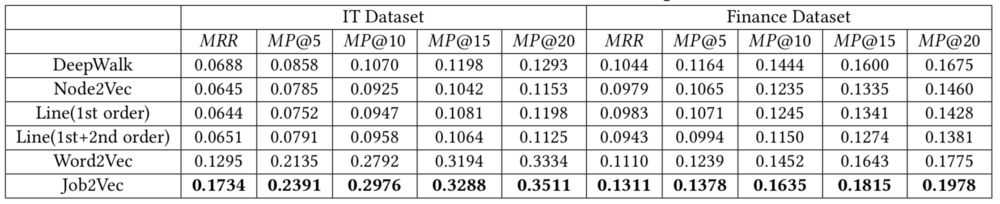 IT Dataset Finance Dataset
MRR MP@5 MP@10 MP@15 MP@20 MRR MP@5 MP@10 MP@15 MP@20
DeepWalk 0.0688 0.0858 0.1070 0.1198 0.1293 0.1044 0.1164 0.1444 0.1600 0.1675
Node2Vec 0.0645 0.0785 0.0925 0.1042 0.1153 0.0979 0.1065 0.1235 0.1335 0.1460
Line(1st order) 0.0644 0.0752 0.0947 0.1081 0.1198 0.0983 0.1071 0.1245 0.1341 0.1428
Line(1st+2nd order) 0.0651 0.0791 0.0958 0.1064 0.1125 0.0943 0.0994 0.1150 0.1274 0.1381
Word2Vec 0.1295 0.2135 0.2792 0.3194 0.3334 0.1110 0.1239 0.1452 0.1643 0.1775
Job2Vec 0.1734 0.2391 0.2976 0.3288 0.3511 0.1311 0.1378 0.1635 0.1815 0.1978